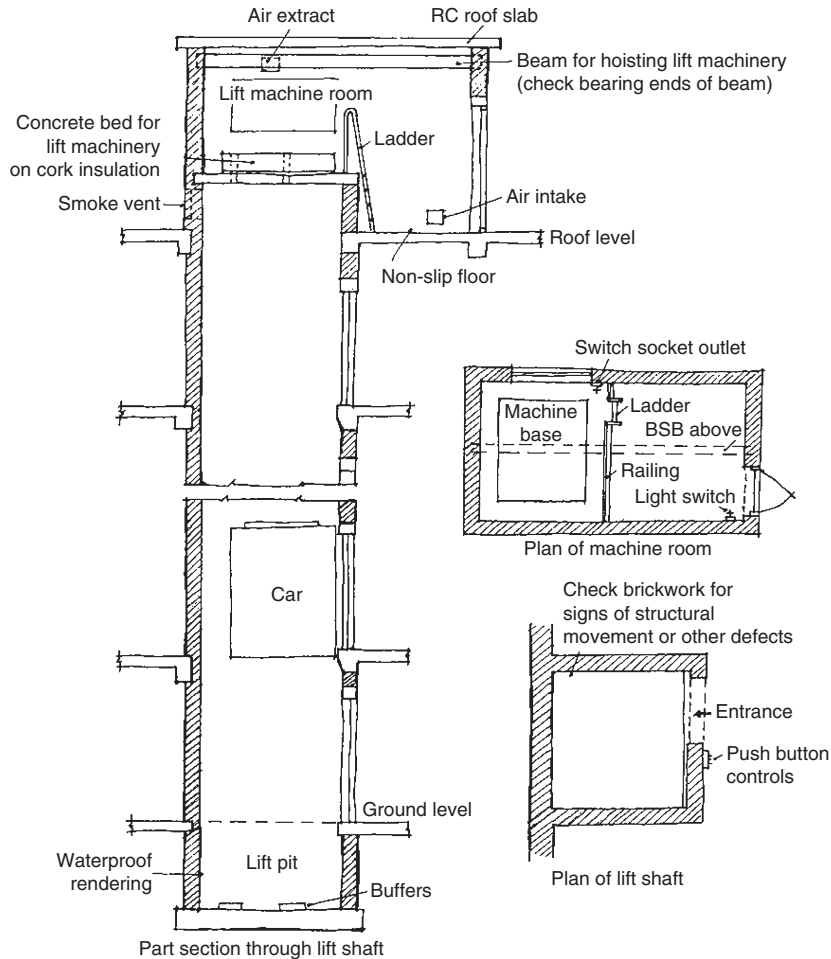 Air extract
RC roof slab
Beam for hoisting lift machinery
(check bearing ends of beam)
Lift machine room
Concrete bed for
lift machinery
on cork insulation
Ladder
Smoke vent
Air intake
Roof level
Non-slip floor
Switch socket outlet
Machine
base
Ladder
BSB above
Railing
Light switch
Plan of machine room
Car
Check brickwork for
signs of structural
movement or other defects
Entrance
Push button
controls
Plan of lift shaft
Ground level
Waterproof
rendering
Lift pit
Buffers
Part section through lift shaft